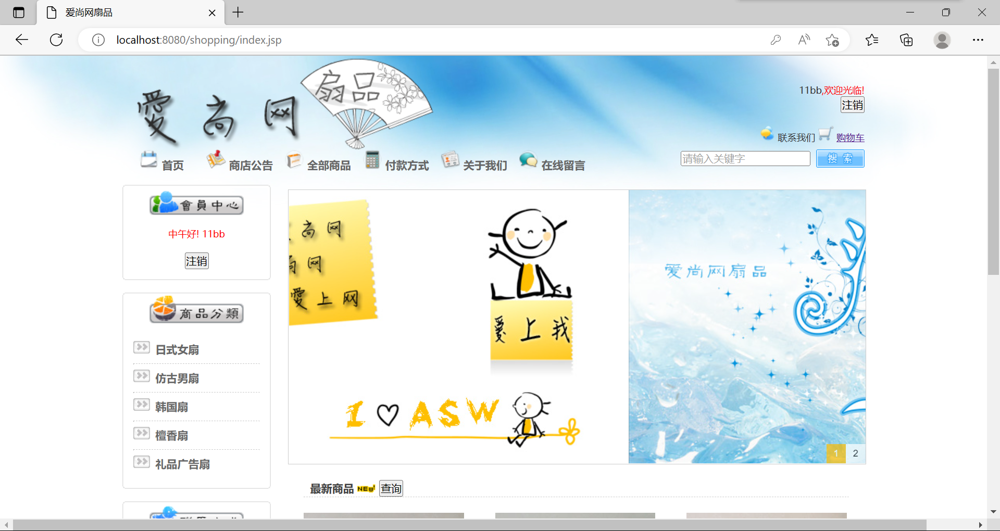 爱尚网扇品
localhost:8080/shopping/index.jsp
愛尚网
扇品
11bb,欢迎光临!
注销
联系我们 购物车
首页 商店公告 全部商品 付款方式 关于我们 在线留言
请输入关键字 搜 索
會員中心
中午好! 11bb
注销
商品分類
日式女扇
仿古男扇
韩国扇
檀香扇
礼品广告扇
尚网
网
愛上网
愛上我
I ASW
爱尚网扇品
1 2
最新商品 NEW! 查询